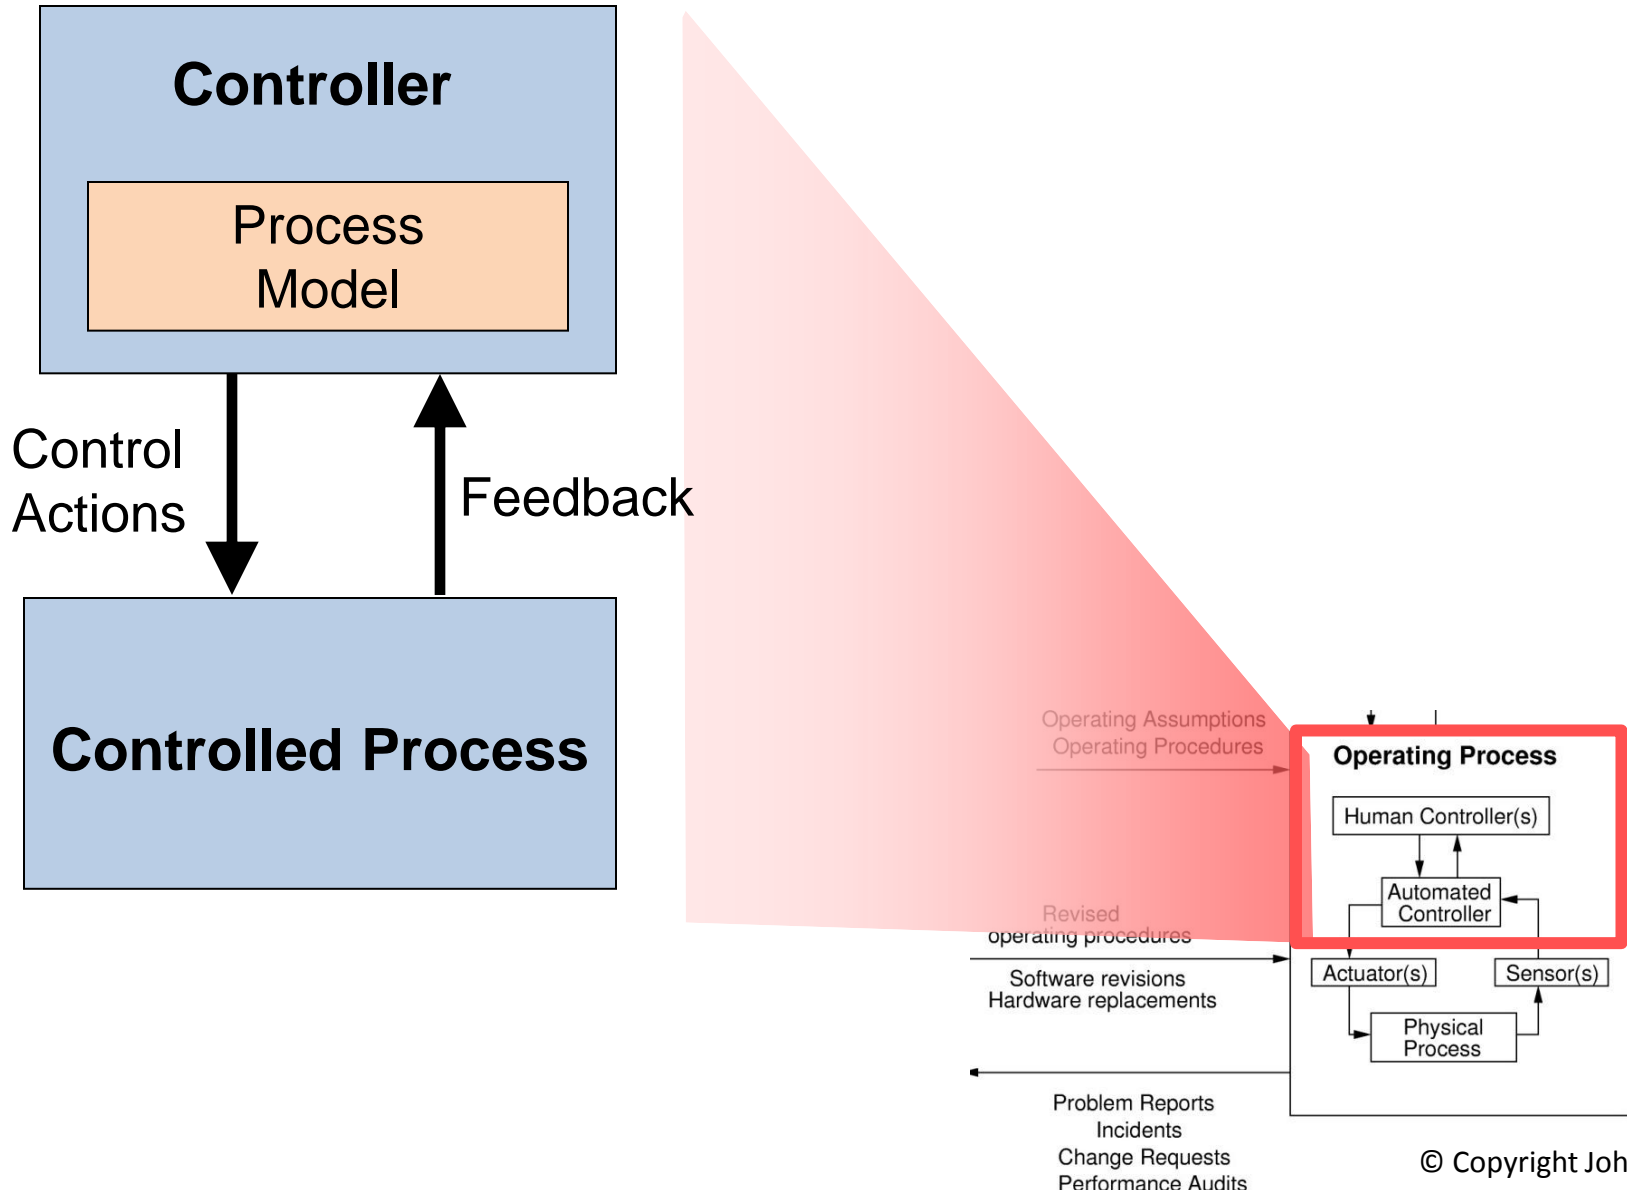 Controller
Process
Model
Control
Actions
Feedback
Controlled Process
Operating Assumptions
Operating Procedures
Revised
operating procedures
Software revisions
Hardware replacements
Problem Reports
Incidents
Change Requests
Performance Audits
Operating Process
Human Controller(s)
Automated
Controller
Actuator(s)
Sensor(s)
Physical
Process
© Copyright Joh